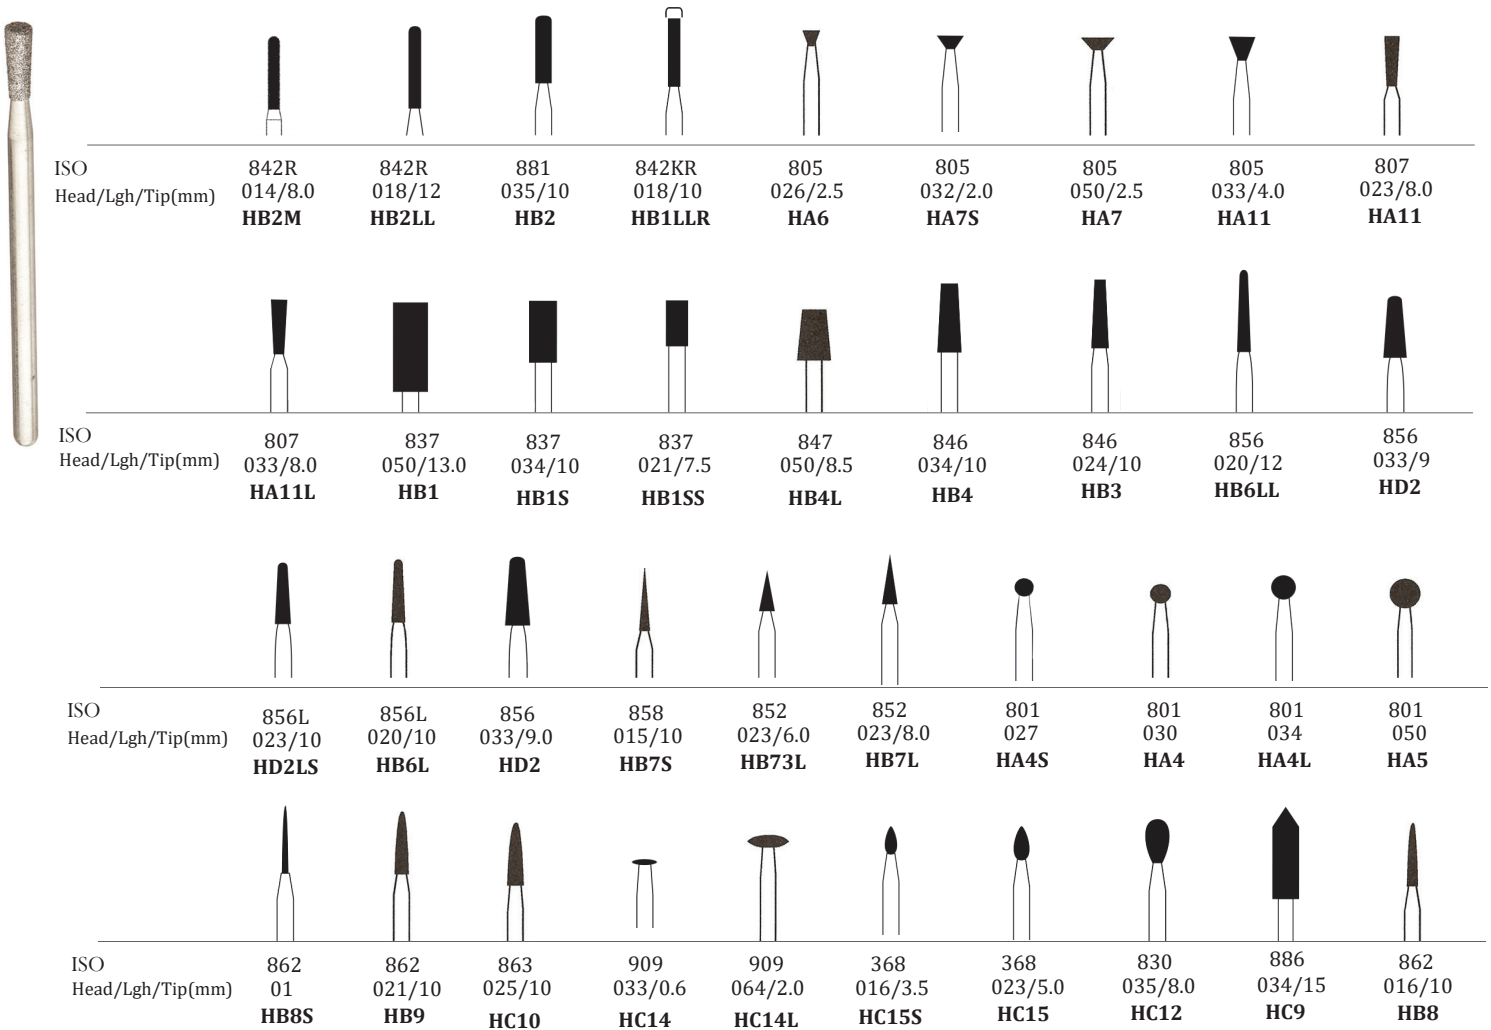 ISO 842R 842R 881 842KR 805 805 805 805 807
Head/Lgh/Tip(mm) 014/8.0 018/12 035/10 018/10 026/2.5 032/2.0 050/2.5 033/4.0 023/8.0
HB2M HB2LL HB2 HB1LLR HA6 HA7S HA7 HA11 HA11
ISO 807 837 837 837 847 846 846 856 856
Head/Lgh/Tip(mm) 033/8.0 050/13.0 034/10 021/7.5 050/8.5 034/10 024/10 020/12 033/9
HA11L HB1 HB1S HB1SS HB4L HB4 HB3 HB6LL HD2
ISO 856L 856L 856 858 852 852 801 801 801 801
Head/Lgh/Tip(mm) 023/10 020/10 033/9.0 015/10 023/6.0 023/8.0 027 030 034 050
HD2LS HB6L HD2 HB7S HB73L HB7L HA4S HA4 HA4L HA5
ISO 862 862 863 909 909 368 368 830 886 862
Head/Lgh/Tip(mm) 01 021/10 025/10 033/0.6 064/2.0 016/3.5 023/5.0 035/8.0 034/15 016/10
HB8S HB9 HC10 HC14 HC14L HC15S HC15 HC12 HC9 HB8